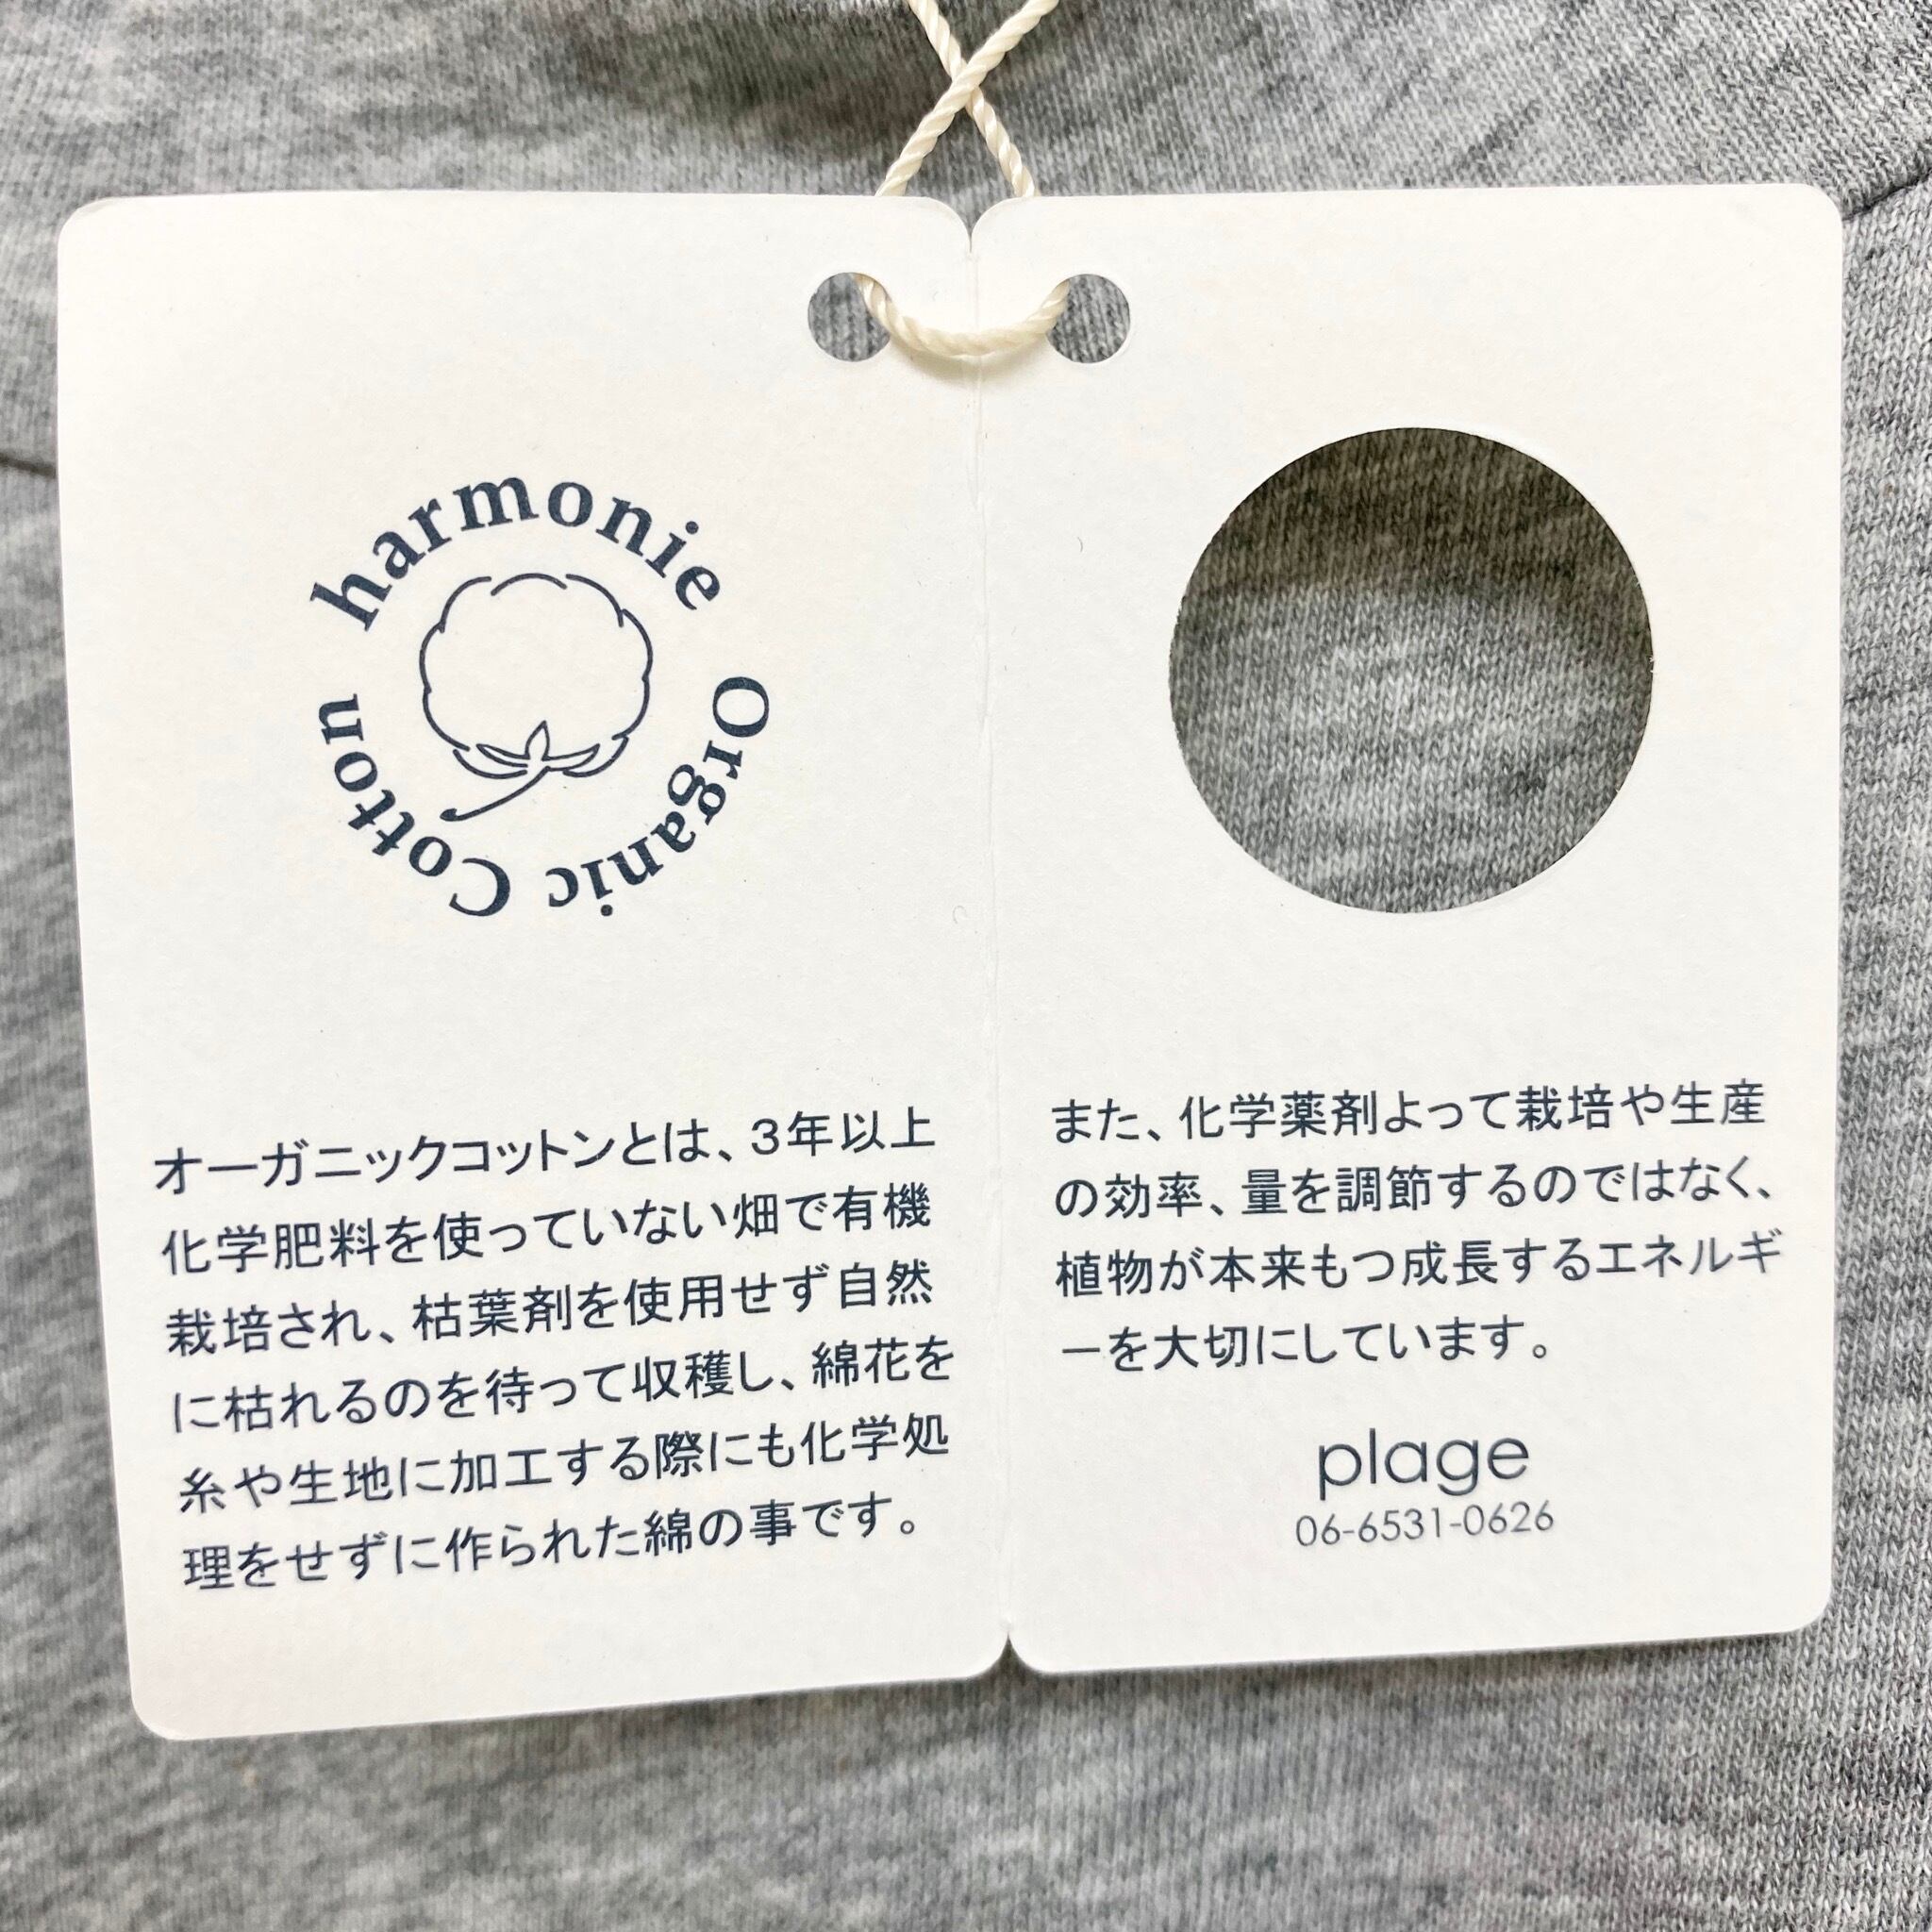 harmonie
Organic Cotton
オーガニックコットンとは、3年以上
化学肥料を使っていない畑で有機
栽培され、枯葉剤を使用せず自然
に枯れるのを待って収穫し、綿花を
糸や生地に加工する際にも化学処
理をせずに作られた綿の事です。
また、化学薬剤よって栽培や生産
の効率、量を調節するのではなく、
植物が本来もつ成長するエネルギ
ーを大切にしています。
plage
06-6531-0626